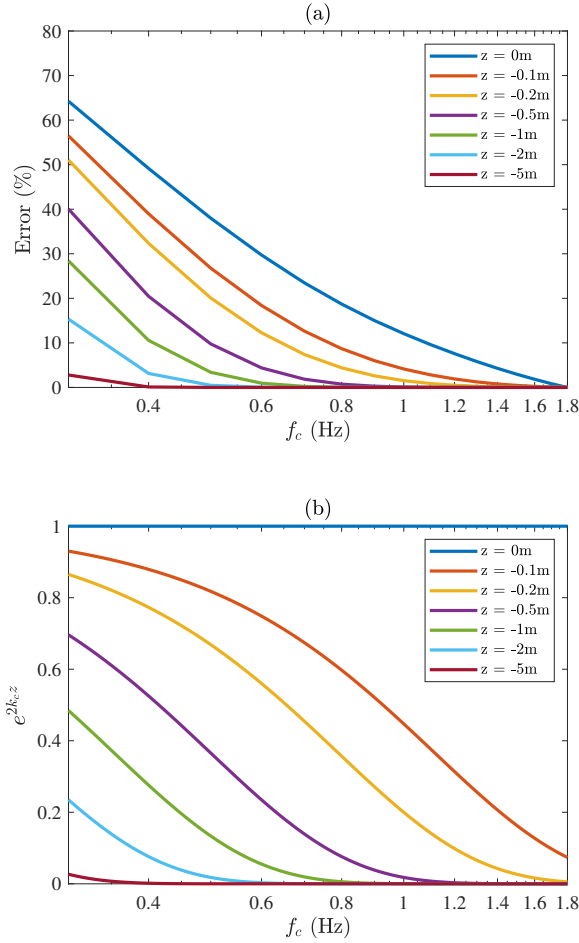 (a)
80
70
60
50
40
30
20
10
0
Error (%)
z = 0m
z = -0.1m
z = -0.2m
z = -0.5m
z = -1m
z = -2m
z = -5m
0.4 0.6 0.8 1 1.2 1.4 1.6 1.8
f_c (Hz)
(b)
1
0.8
0.6
0.4
0.2
0
e^{2k_c z}
z = 0m
z = -0.1m
z = -0.2m
z = -0.5m
z = -1m
z = -2m
z = -5m
0.4 0.6 0.8 1 1.2 1.4 1.6 1.8
f_c (Hz)